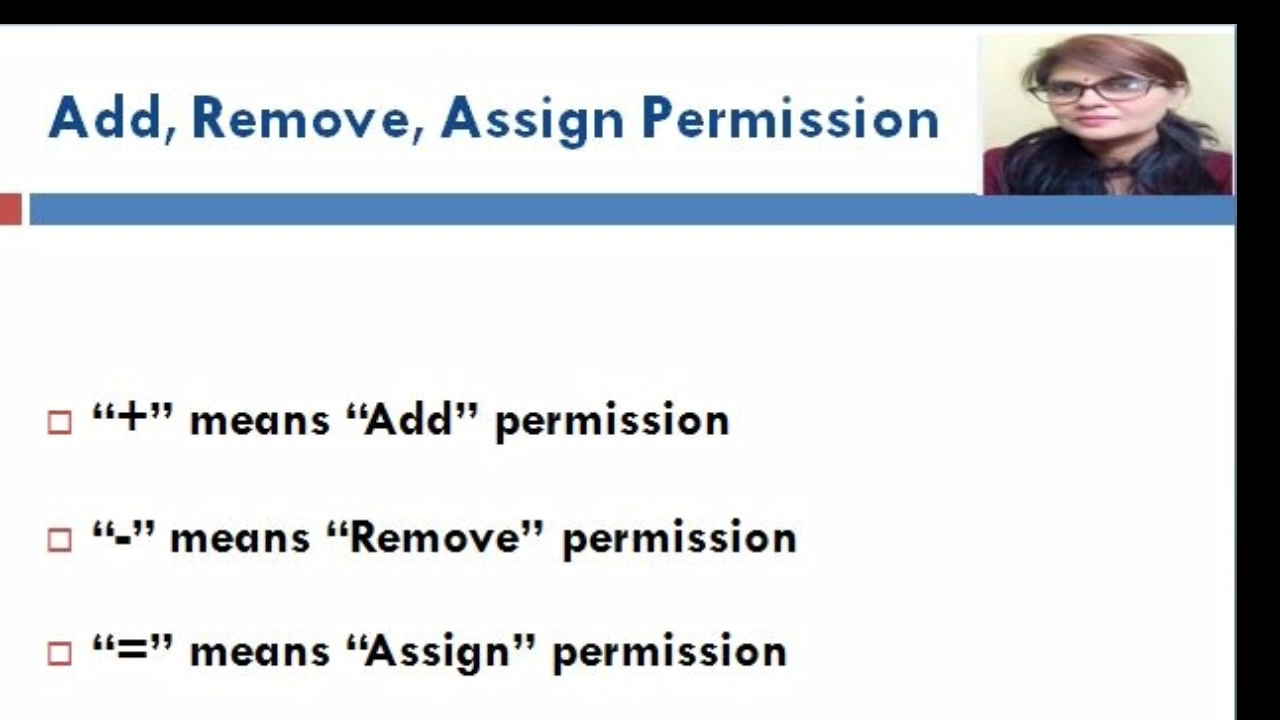 Add, Remove, Assign Permission
“+” means “Add” permission
“-” means “Remove” permission
“=” means “Assign” permission